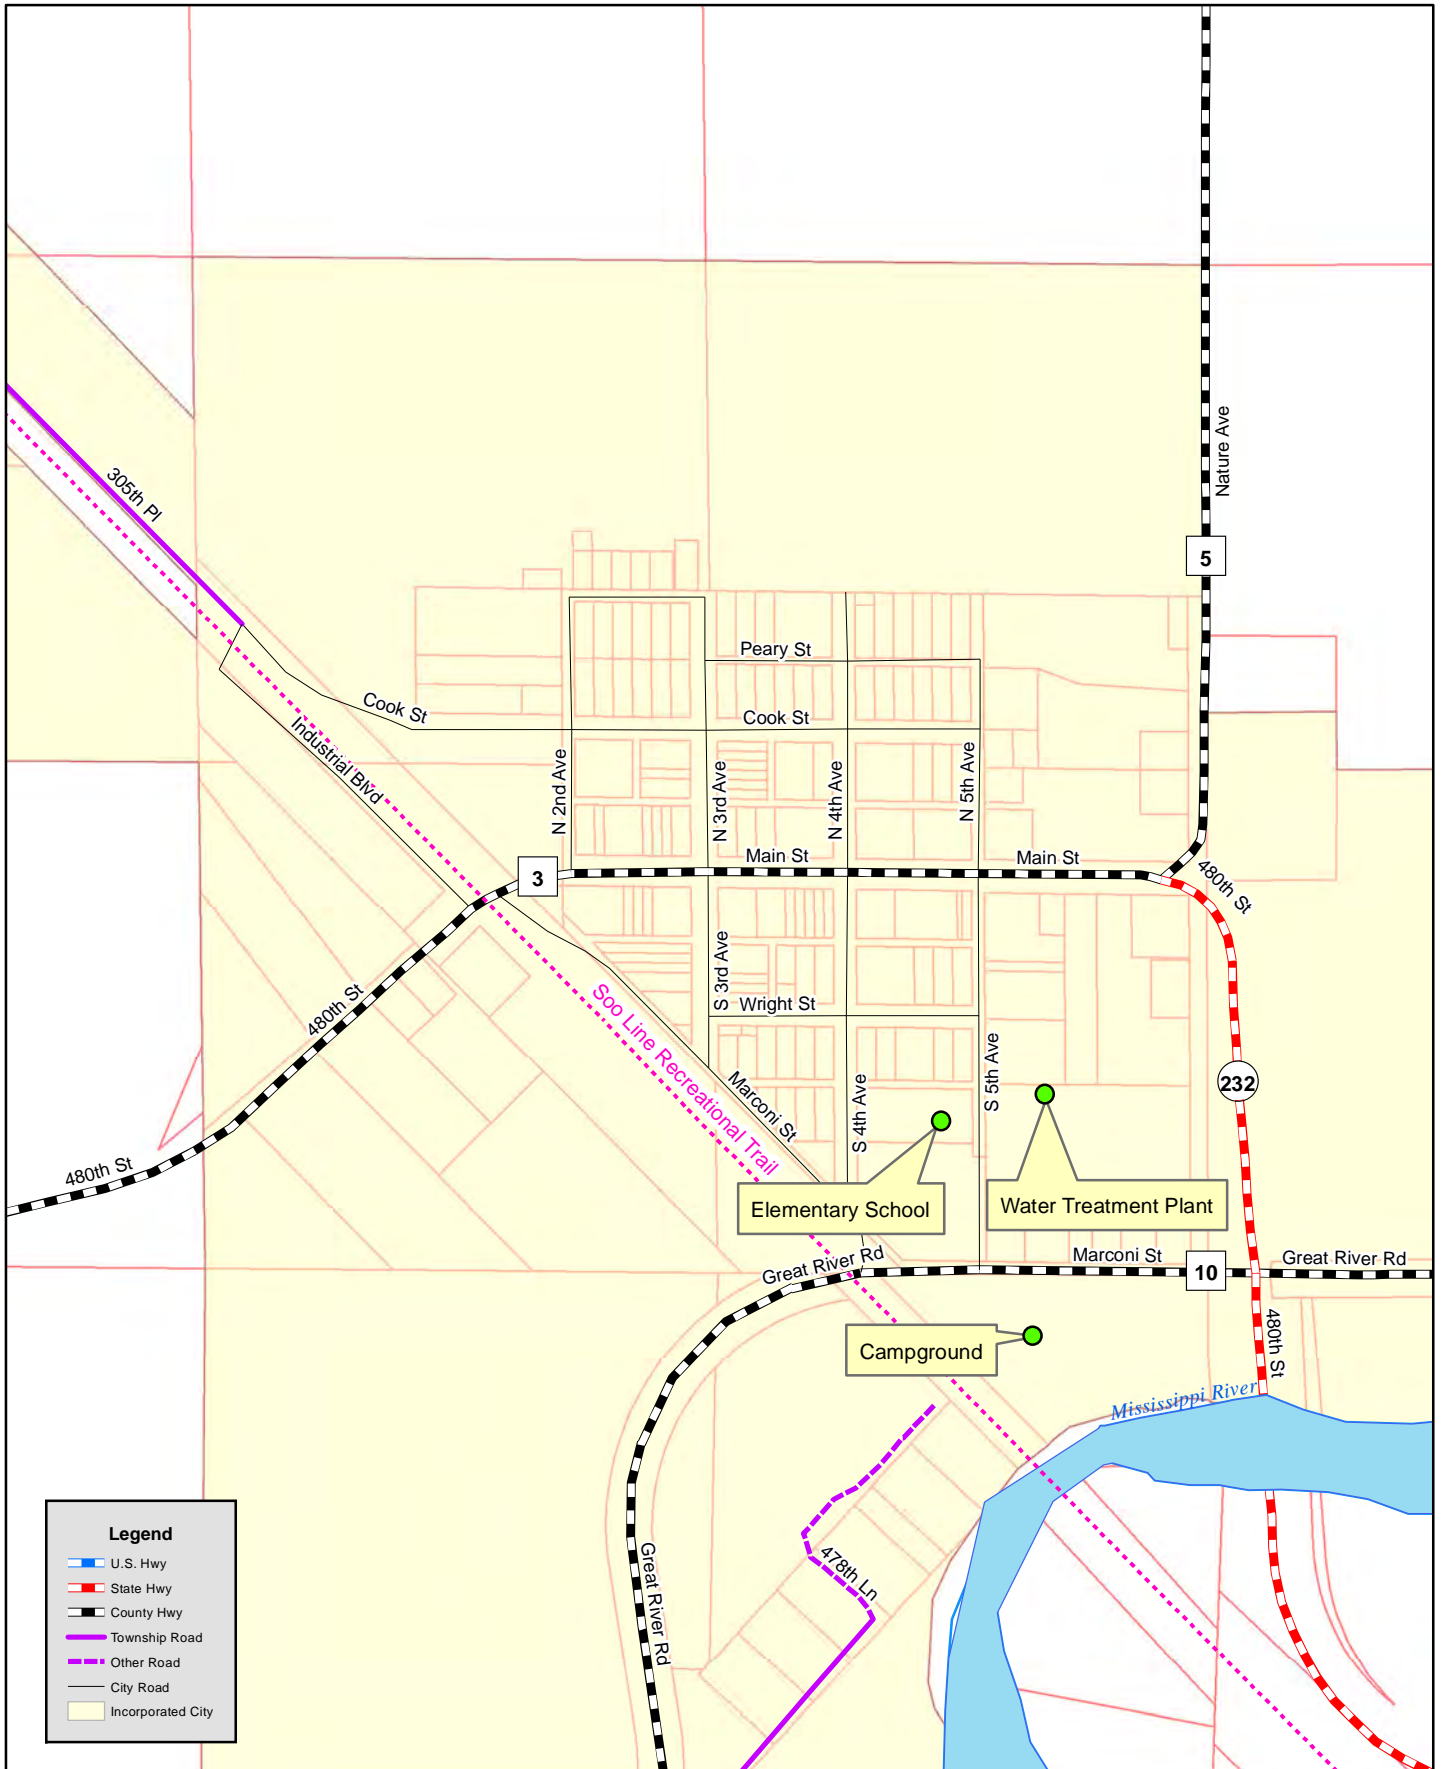 Nature Ave
305th Pl
5
Peary St
Cook St
Cook St
Industrial Blvd
N 2nd Ave
N 3rd Ave
N 4th Ave
N 5th Ave
Main St
Main St
3
480th St
S 3rd Ave
480th St
Soo Line Recreational Trail
Wright St
S 5th Ave
232
Marconi St
S 4th Ave
480th St
Elementary School
Water Treatment Plant
Great River Rd
Marconi St
10
Great River Rd
480th St
Campground
Mississippi River
478th Ln
Great River Rd
Legend
U.S. Hwy
State Hwy
County Hwy
Township Road
Other Road
City Road
Incorporated City